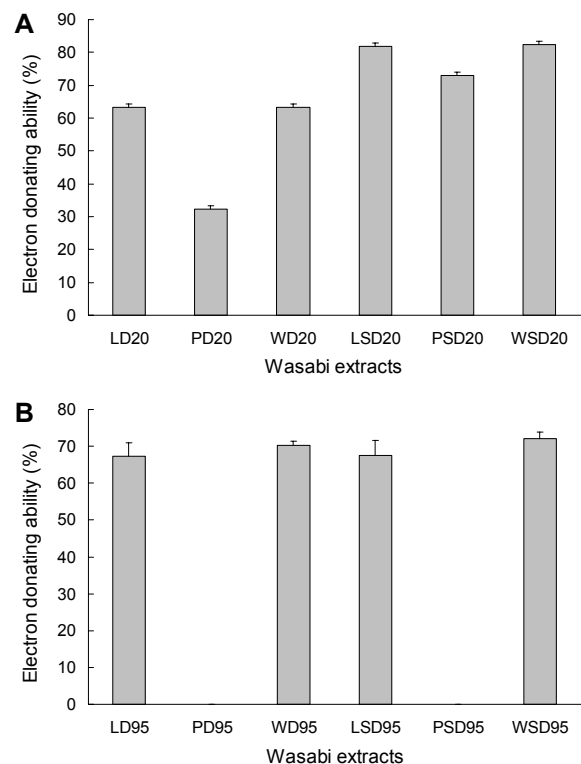 A
Electron donating ability (%)
90
80
70
60
50
40
30
20
10
0
LD20 PD20 WD20 LSD20 PSD20 WSD20
Wasabi extracts
B
Electron donating ability (%)
80
70
60
50
40
30
20
10
0
LD95 PD95 WD95 LSD95 PSD95 WSD95
Wasabi extracts